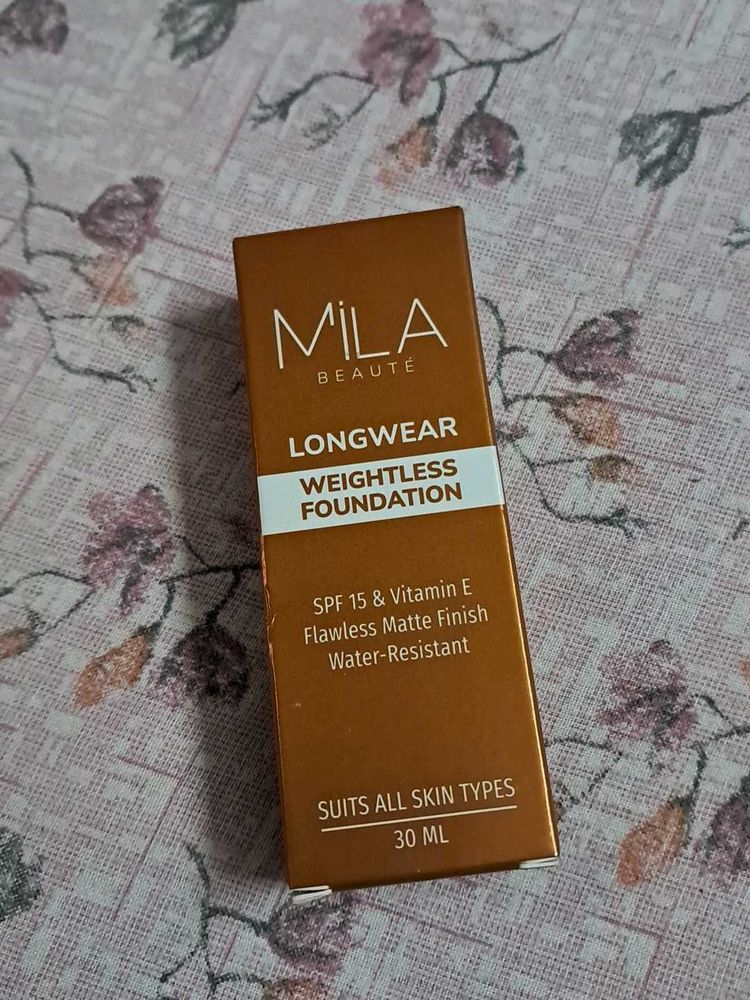 MiLA
BEAUTÉ
LONGWEAR
WEIGHTLESS
FOUNDATION
SPF 15 & Vitamin E
Flawless Matte Finish
Water-Resistant
SUITS ALL SKIN TYPES
30 ML